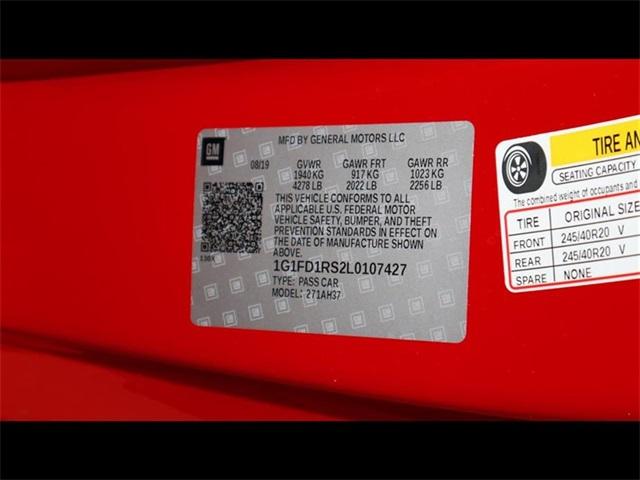 GM
MFD BY GENERAL MOTORS LLC
08/19 GVWR GAWR FRT GAWR RR
1940 KG 917 KG 1023 KG
4278 LB 2022 LB 2256 LB
THIS VEHICLE CONFORMS TO ALL
APPLICABLE U.S. FEDERAL MOTOR
VEHICLE SAFETY, BUMPER, AND THEFT
PREVENTION STANDARDS IN EFFECT ON
THE DATE OF MANUFACTURE SHOWN
ABOVE.
1G1FD1RS2L0107427
TYPE: PASS CAR
MODEL: 271AH37
TIRE AN
SEATING CAPACITY
The combined weight of occupants and
TIRE ORIGINAL SIZE
FRONT 245/40R20 V
REAR 245/40R20 V
SPARE NONE